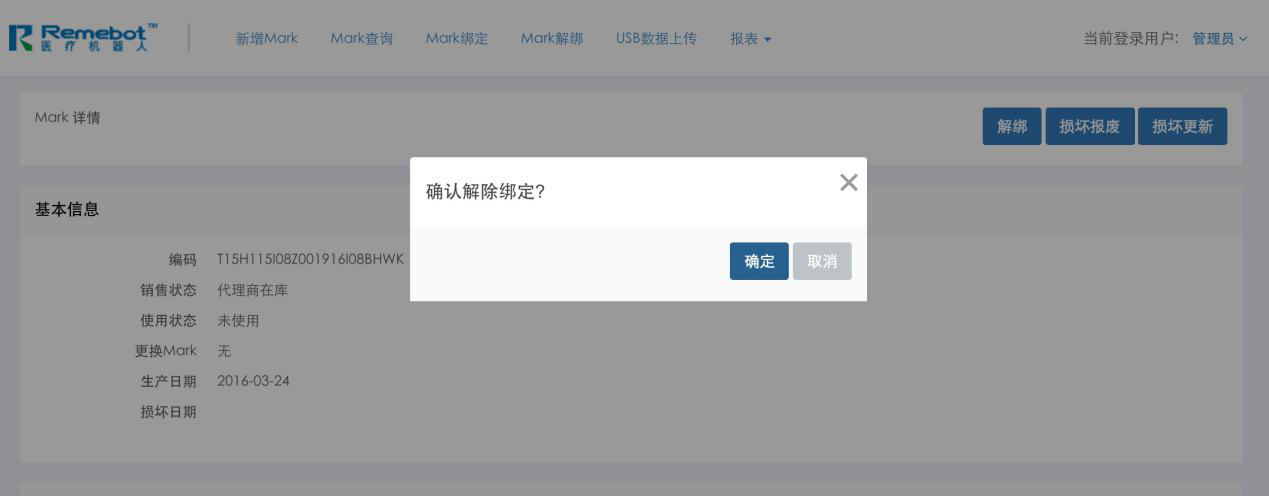 Remebot™
医疗机器人
新增Mark Mark查询 Mark绑定 Mark解绑 USB数据上传 报表 当前登录用户: 管理员
Mark 详情
解绑 损坏报废 损坏更新
确认解除绑定?
确定 取消
基本信息
编码 T15H115I08Z001916I08BHWK
销售状态 代理商在库
使用状态 未使用
更换Mark 无
生产日期 2016-03-24
损坏日期